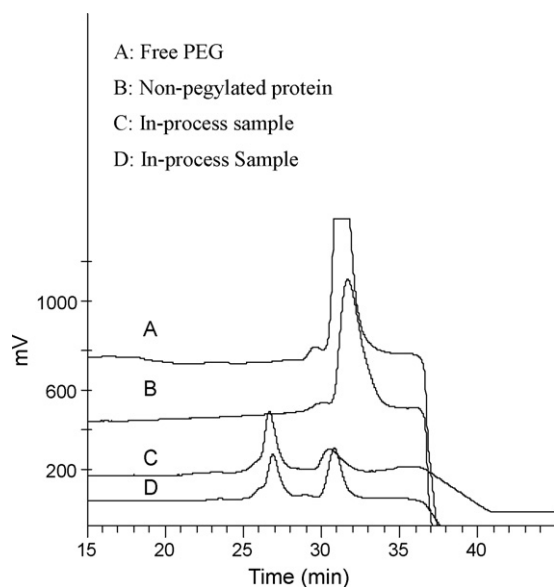 A: Free PEG
B: Non-pegylated protein
C: In-process sample
D: In-process Sample
mV
1000
600
200
A
B
C
D
15 20 25 30 35 40
Time (min)